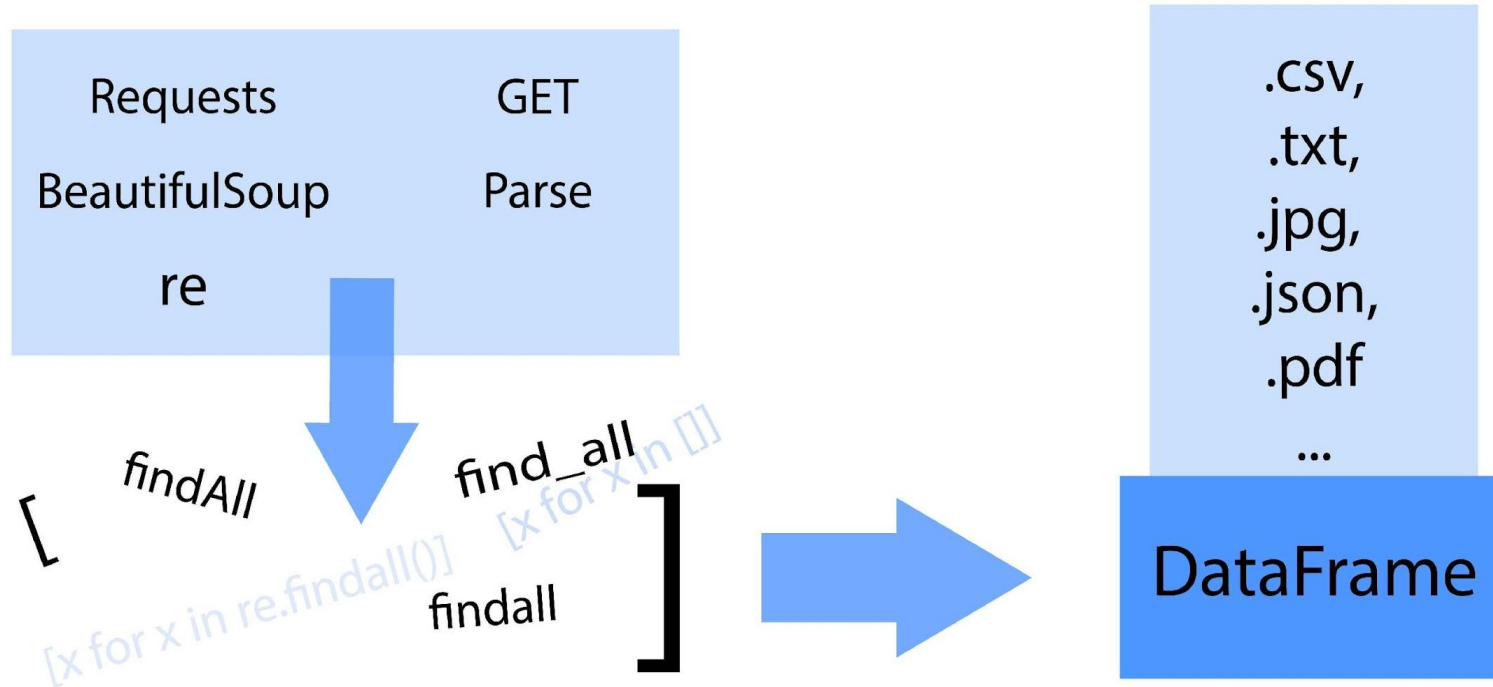 Requests GET
BeautifulSoup Parse
re
[ findAll find_all
[x for x in re.findall()] [x for x in []]
findall ]
.csv,
.txt,
.jpg,
.json,
.pdf
...
DataFrame